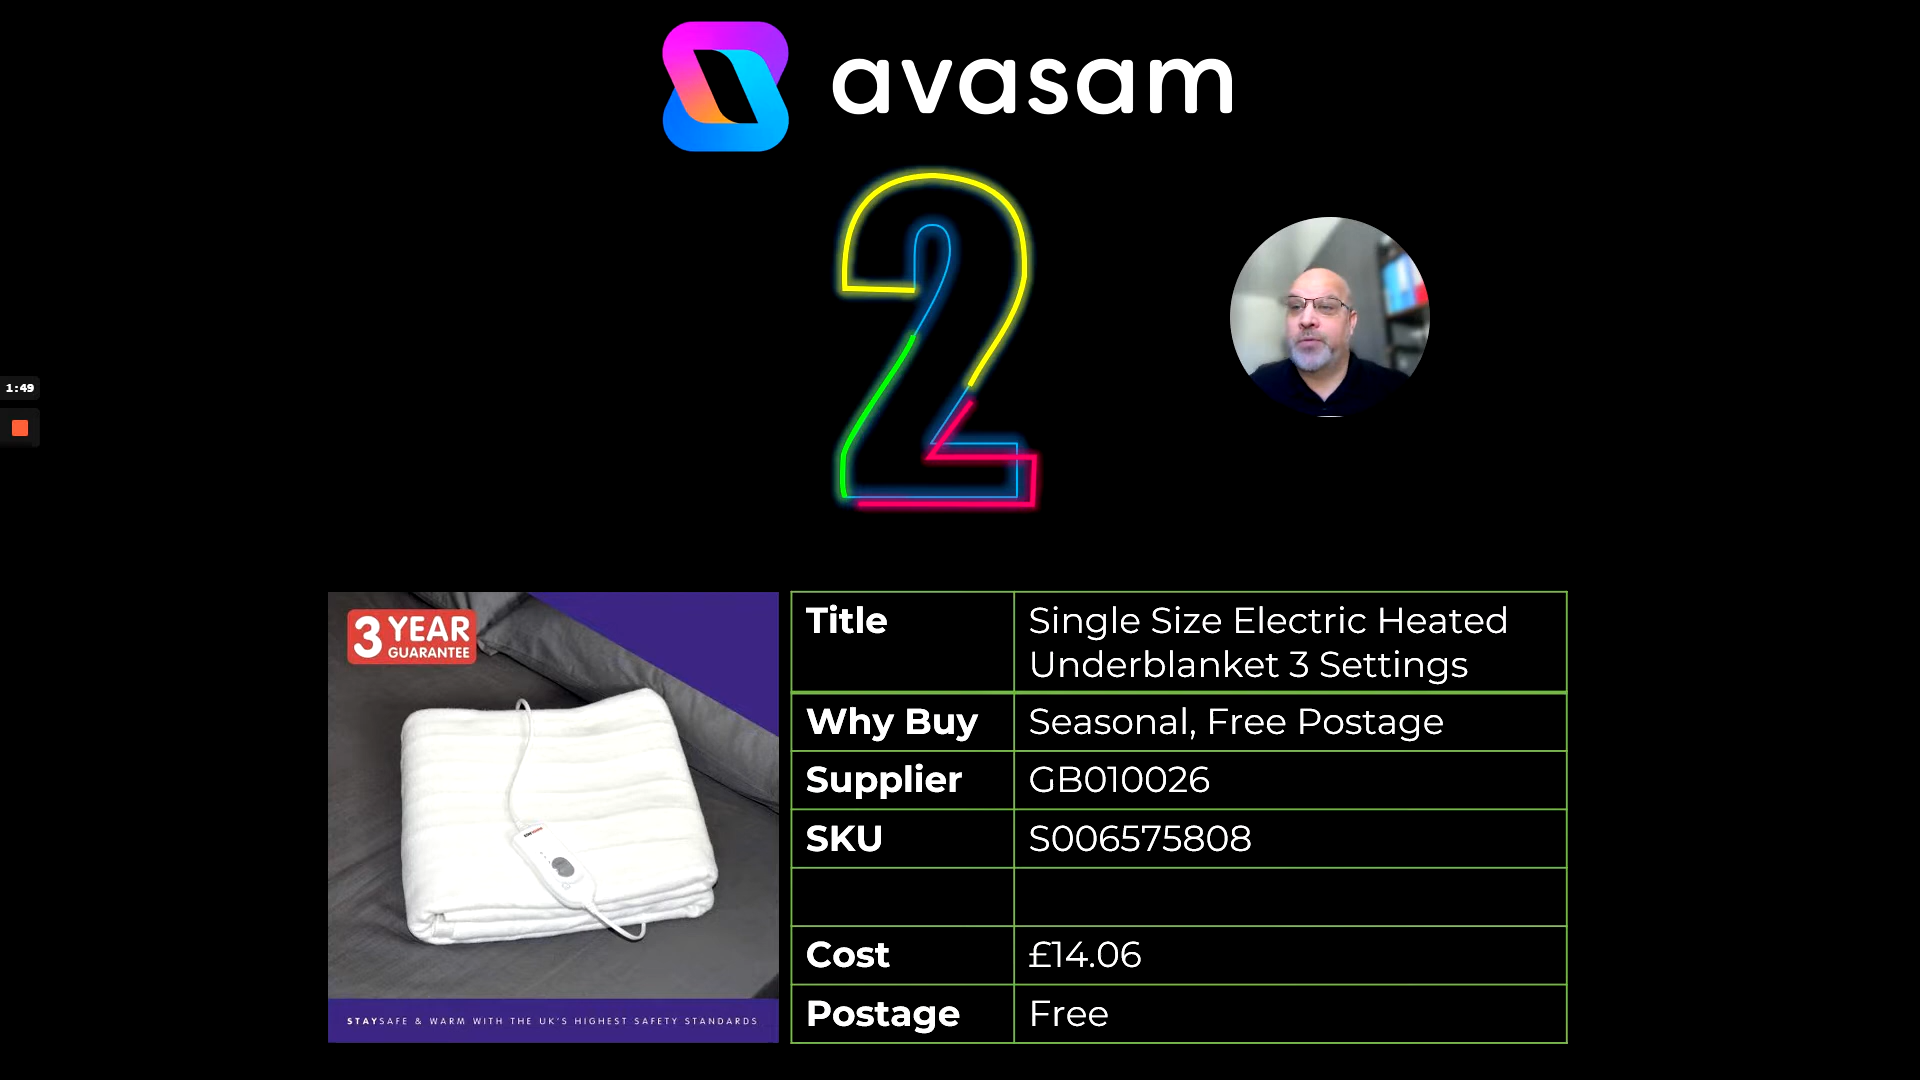 avasam
2
1:49
3 YEAR
GUARANTEE
STAYSAFE & WARM WITH THE UK'S HIGHEST SAFETY STANDARDS
Title Single Size Electric Heated
Underblanket 3 Settings
Why Buy Seasonal, Free Postage
Supplier GB010026
SKU S006575808
Cost £14.06
Postage Free